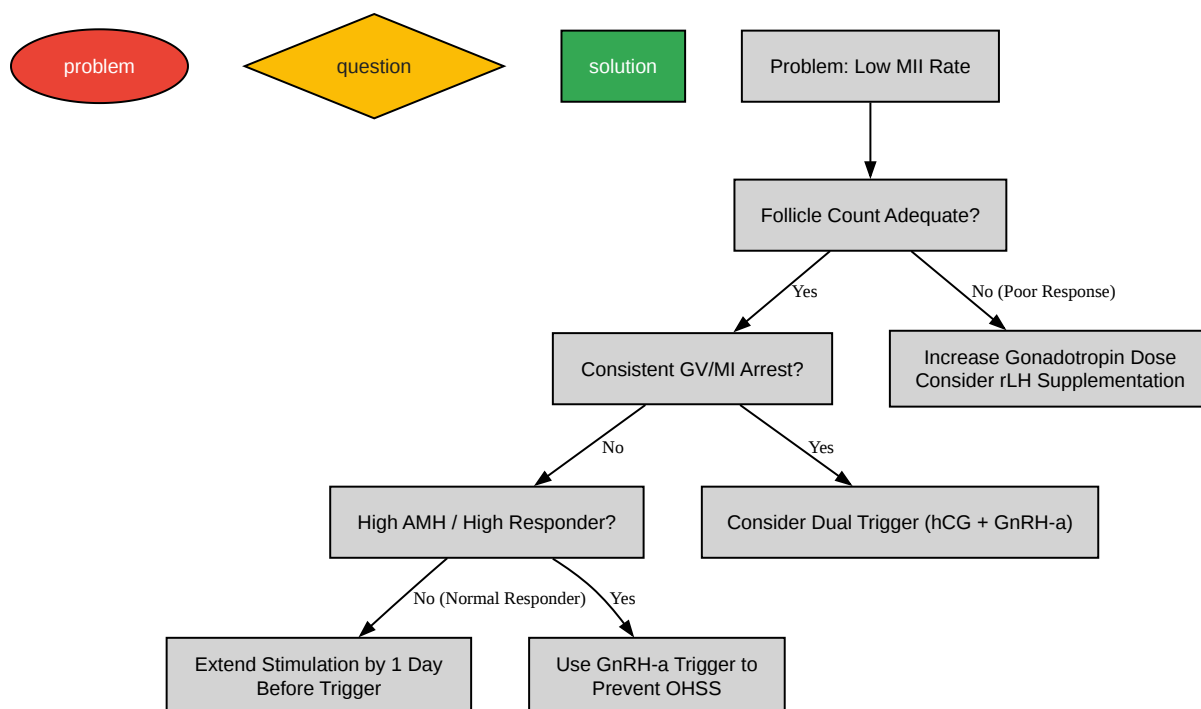 problem
question
solution
Problem: Low MII Rate
Follicle Count Adequate?
Yes
No (Poor Response)
Consistent GV/MI Arrest?
Increase Gonadotropin Dose
Consider rLH Supplementation
No
Yes
High AMH / High Responder?
Consider Dual Trigger (hCG + GnRH-a)
No (Normal Responder)
Yes
Extend Stimulation by 1 Day
Before Trigger
Use GnRH-a Trigger to
Prevent OHSS